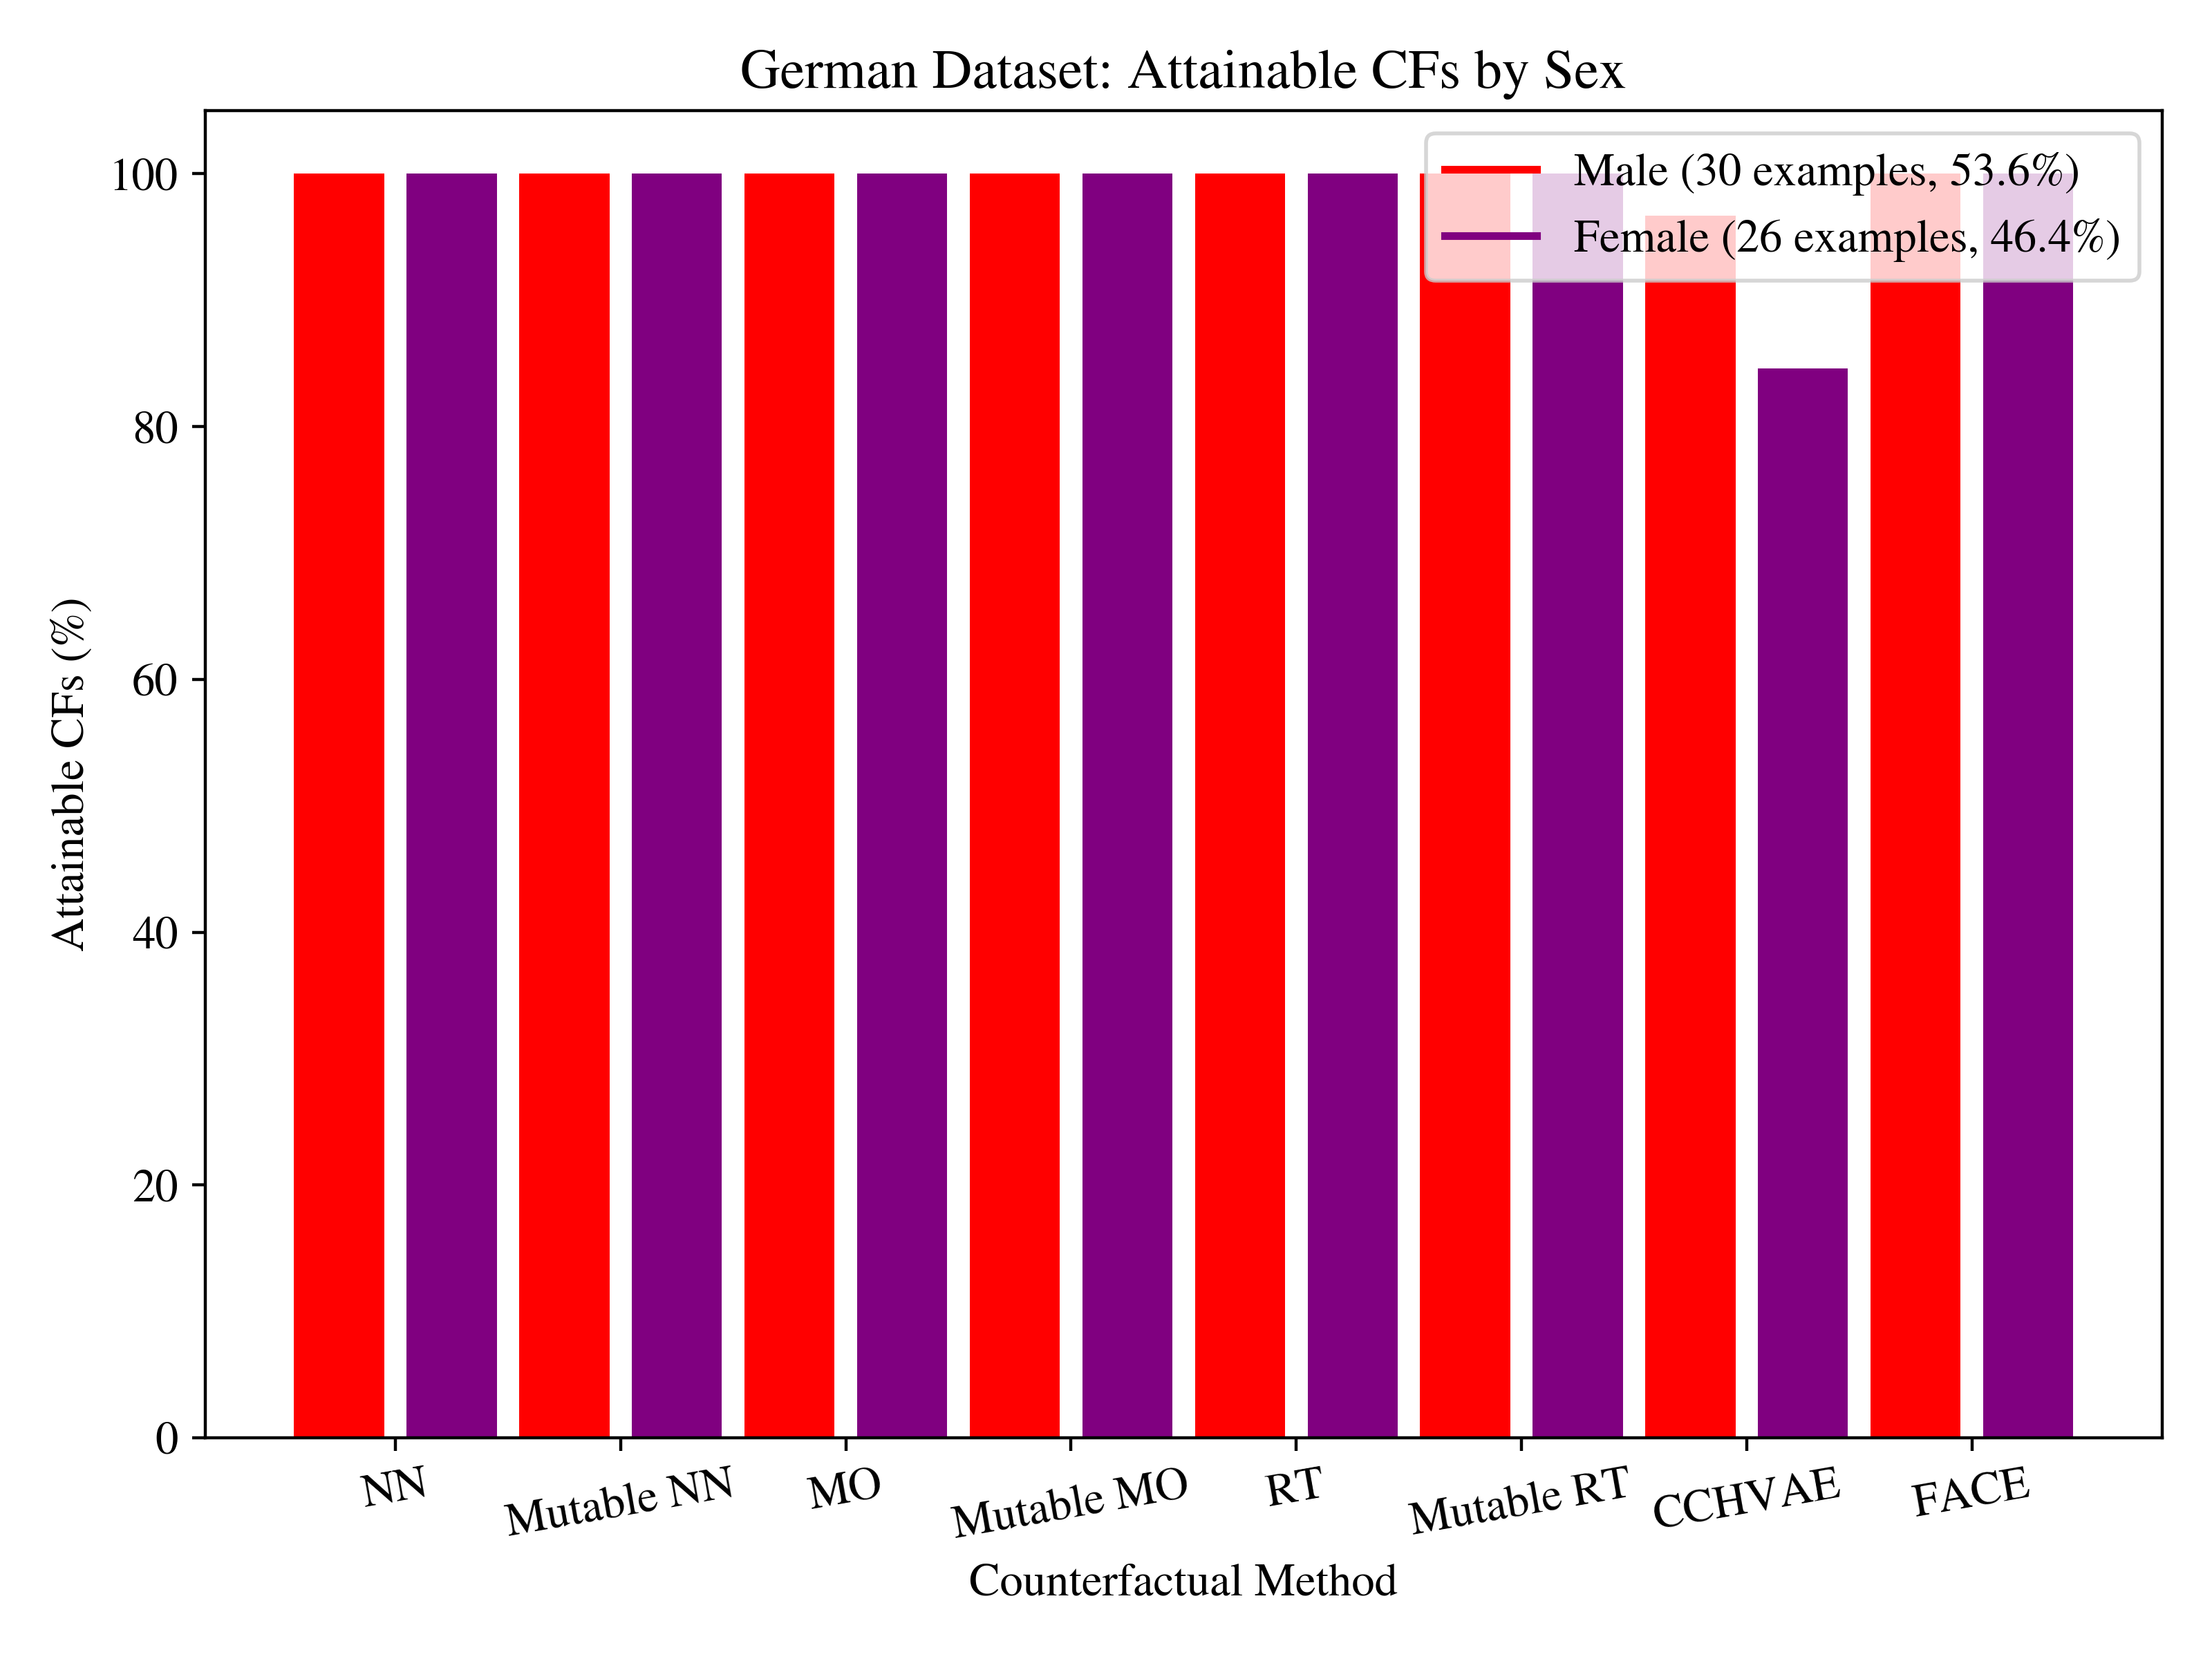 German Dataset: Attainable CFs by Sex
Male (30 examples, 53.6%)
Female (26 examples, 46.4%)
Attainable CFs (%)
100
80
60
40
20
0
NN
Mutable NN
MO
Mutable MO
RT
Mutable RT
CCHVAE
FACE
Counterfactual Method